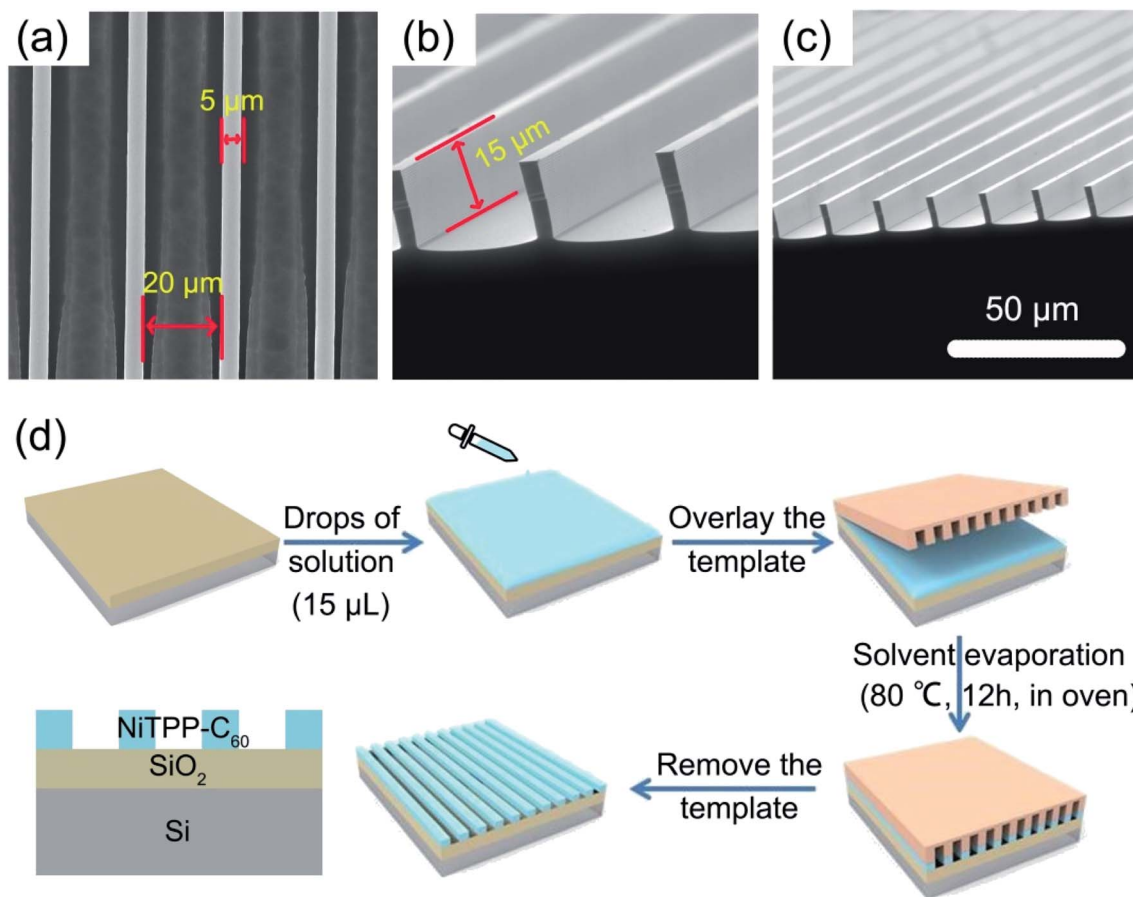 (a)
5 μm
20 μm
(b)
15 μm
(c)
50 μm
(d)
Drops of
solution
(15 μL)
Overlay the
template
Solvent evaporation
(80 ℃, 12h, in oven)
Remove the
template
NiTPP-C₆₀
SiO₂
Si